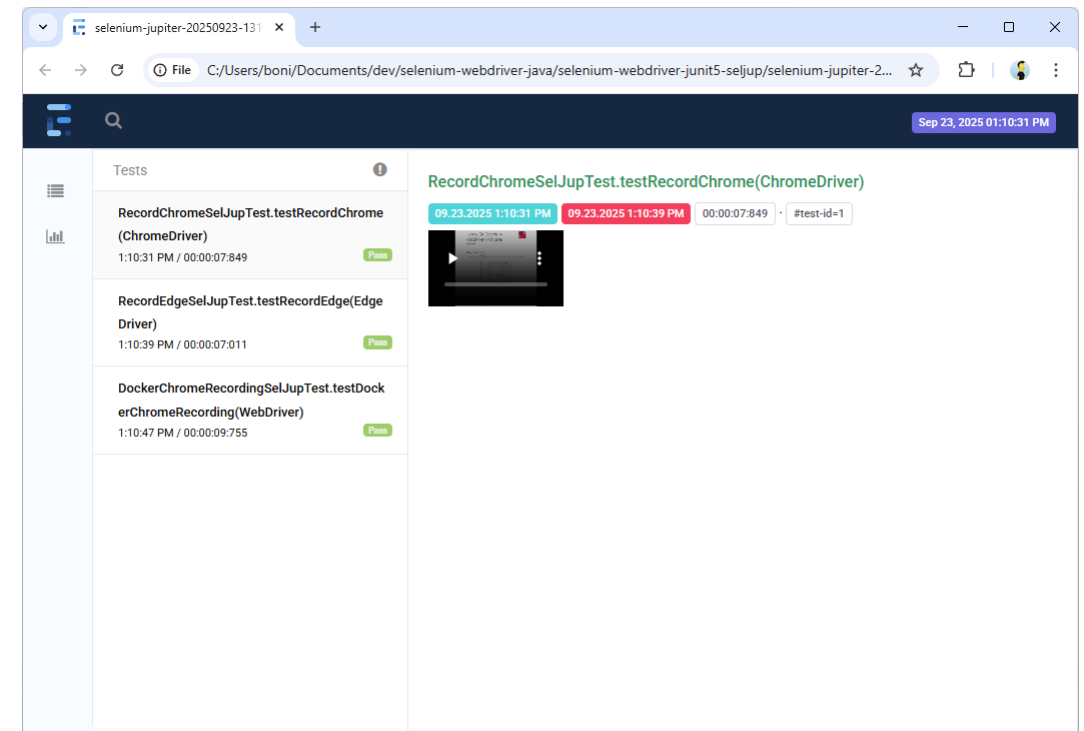 selenium-jupiter-20250923-131
File
C:/Users/boni/Documents/dev/selenium-webdriver-java/selenium-webdriver-junit5-seljup/selenium-jupiter-2...
Sep 23, 2025 01:10:31 PM
Tests
RecordChromeSelJupTest.testRecordChrome
(ChromeDriver)
1:10:31 PM / 00:00:07:849
Pass
RecordEdgeSelJupTest.testRecordEdge(Edge
Driver)
1:10:39 PM / 00:00:07:011
Pass
DockerChromeRecordingSelJupTest.testDock
erChromeRecording(WebDriver)
1:10:47 PM / 00:00:09:755
Pass
RecordChromeSelJupTest.testRecordChrome(ChromeDriver)
09.23.2025 1:10:31 PM
09.23.2025 1:10:39 PM
00:00:07:849
·
#test-id=1